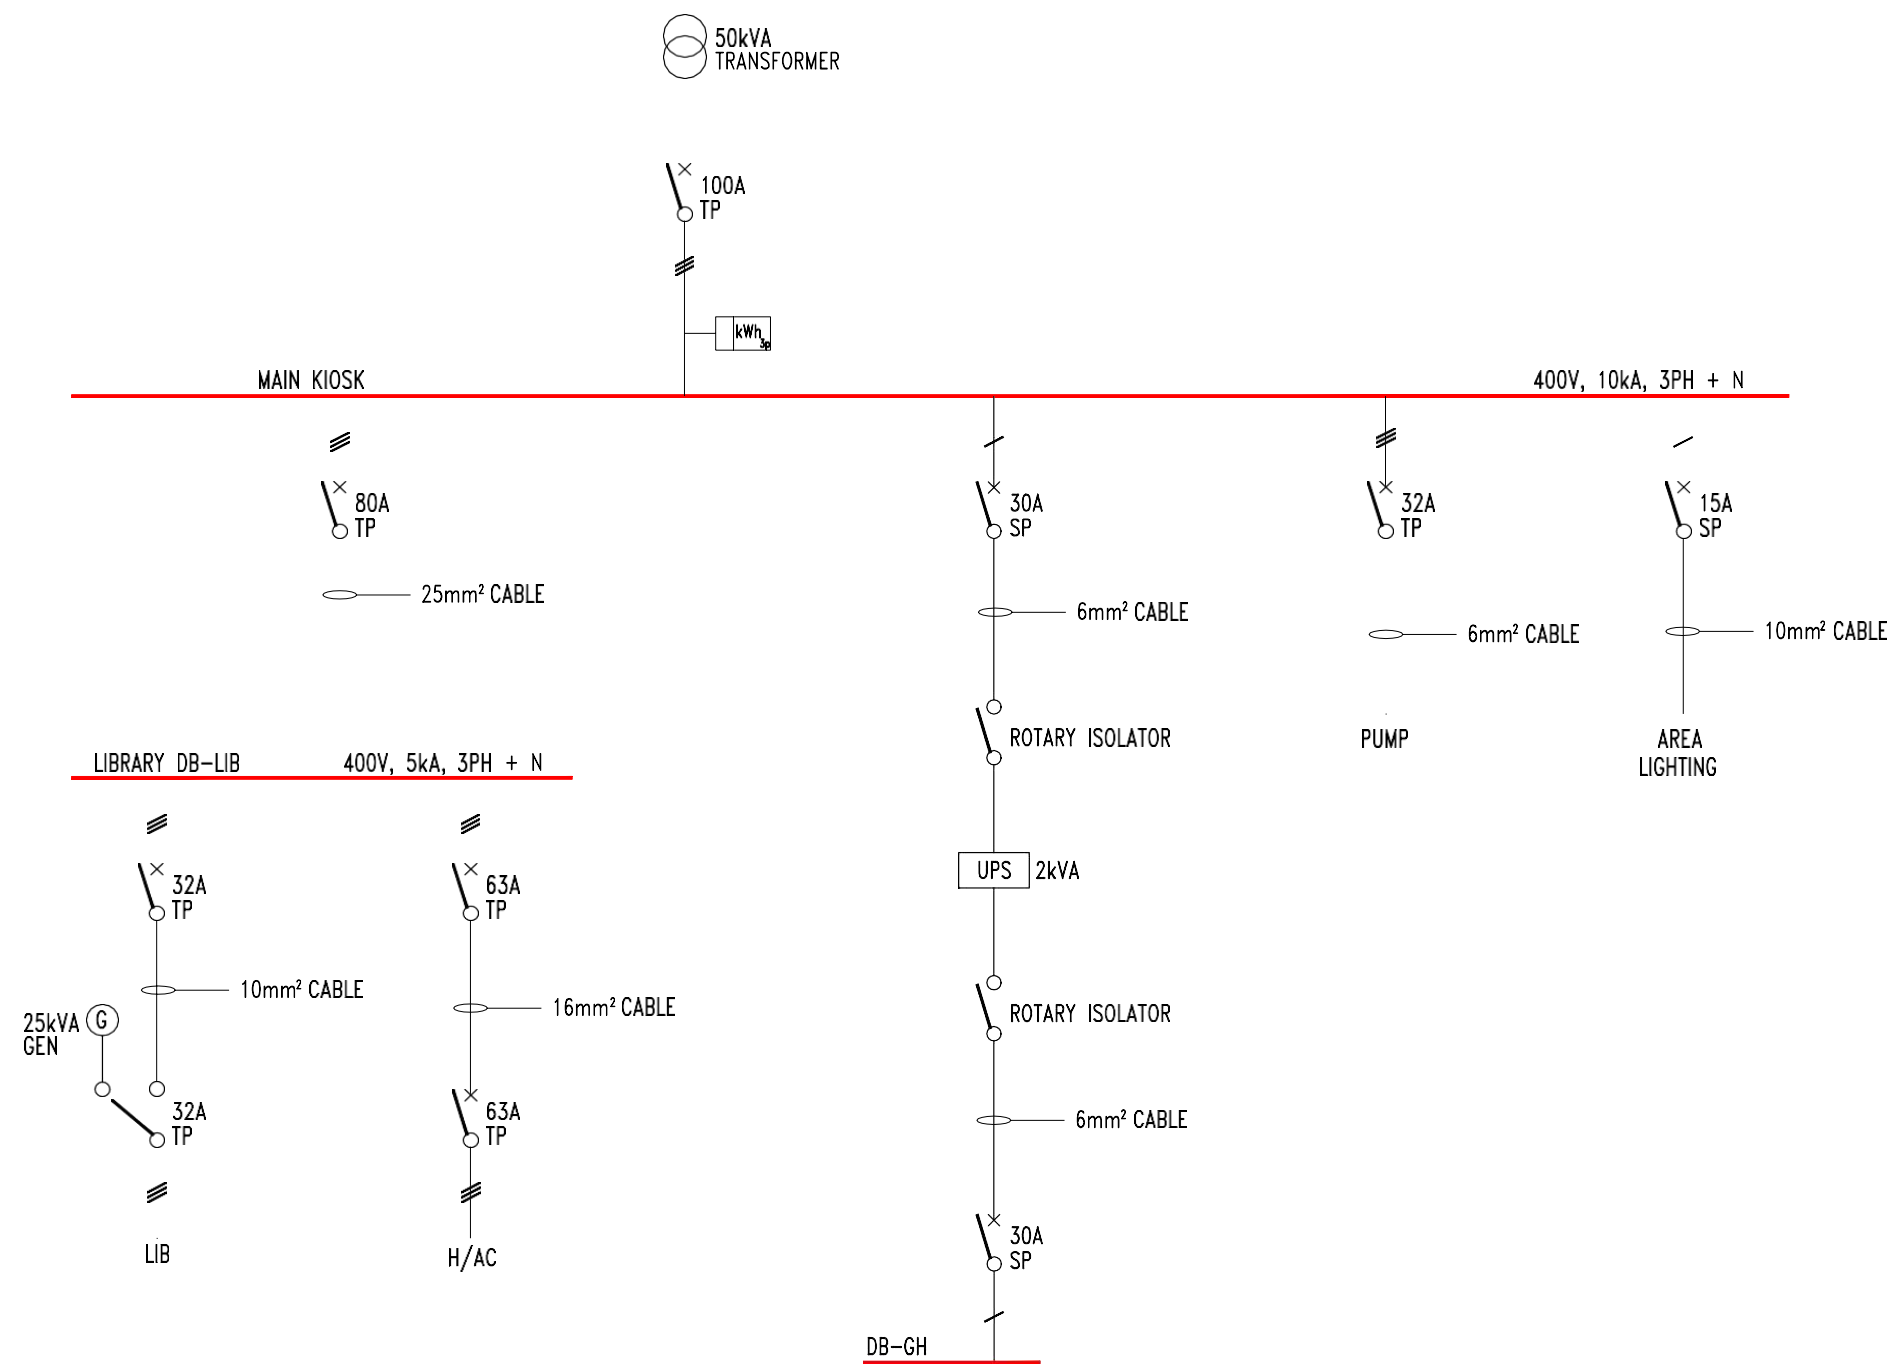 50kVA
TRANSFORMER
100A
TP
kWh
3p
MAIN KIOSK
400V, 10kA, 3PH + N
80A
TP
30A
SP
32A
TP
15A
SP
25mm² CABLE
6mm² CABLE
6mm² CABLE
10mm² CABLE
ROTARY ISOLATOR
PUMP
AREA
LIGHTING
LIBRARY DB-LIB
400V, 5kA, 3PH + N
32A
TP
63A
TP
UPS
2kVA
10mm² CABLE
16mm² CABLE
25kVA
GEN
G
ROTARY ISOLATOR
32A
TP
63A
TP
6mm² CABLE
LIB
H/AC
30A
SP
DB-GH